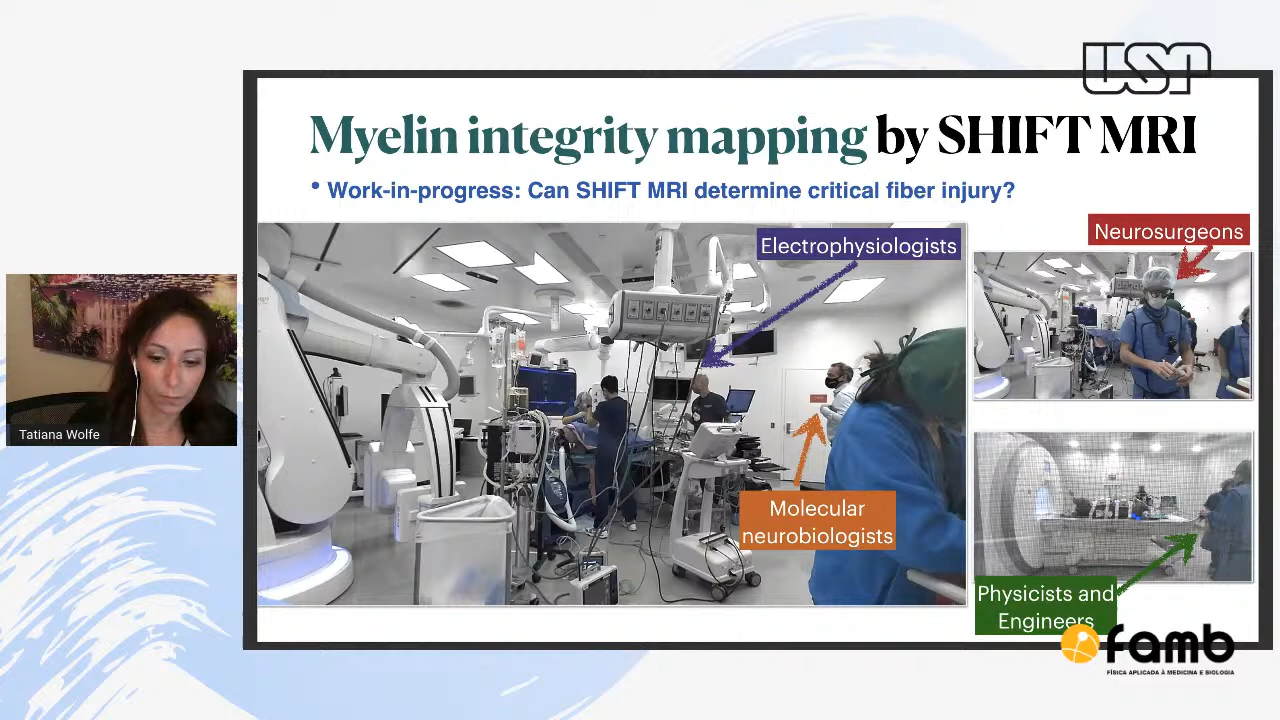 USP
Myelin integrity mapping by SHIFT MRI
• Work-in-progress: Can SHIFT MRI determine critical fiber injury?
Electrophysiologists
Neurosurgeons
Molecular
neurobiologists
Physicists and
Engineers
Tatiana Wolfe
famb
FÍSICA APLICADA À MEDICINA E BIOLOGIA